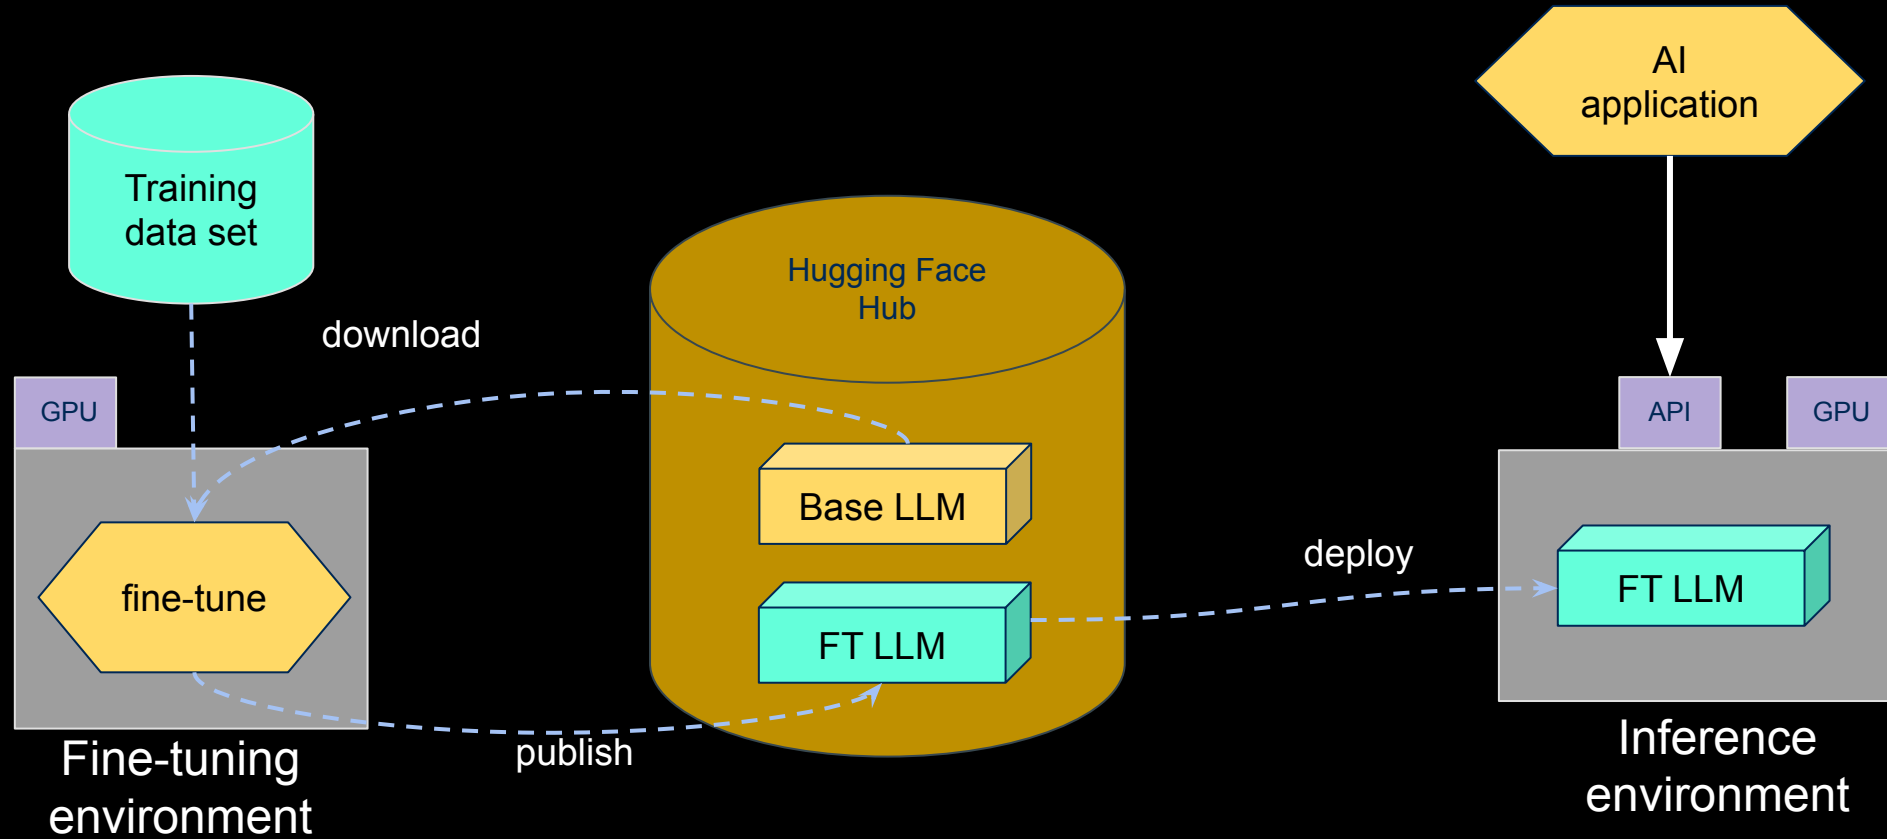 AI
application
Training
data set
Hugging Face
Hub
download
GPU
API
GPU
Base LLM
fine-tune
deploy
FT LLM
FT LLM
publish
Fine-tuning
environment
Inference
environment